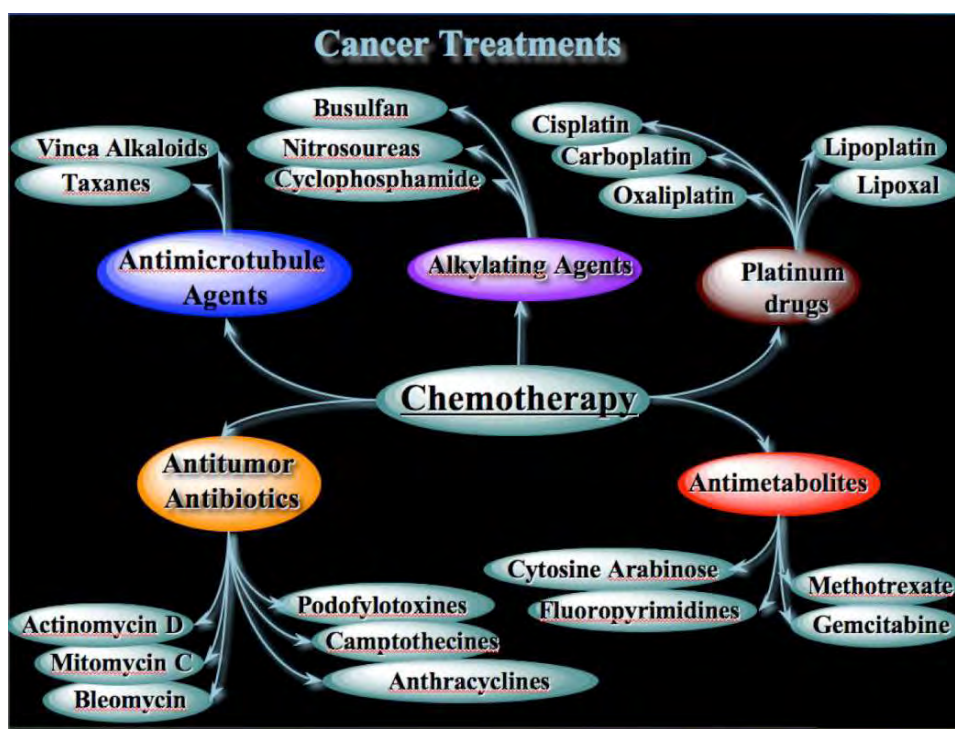 Cancer Treatments
Busulfan
Nitrosoureas
Cyclophosphamide
Vinca Alkaloids
Taxanes
Cisplatin
Carboplatin
Oxaliplatin
Lipoplatin
Lipoxal
Antimicrotubule
Agents
Alkylating Agents
Platinum
drugs
Chemotherapy
Antitumor
Antibiotics
Antimetabolites
Actinomycin D
Mitomycin C
Bleomycin
Podofylotoxines
Camptothecines
Anthracyclines
Cytosine Arabinose
Fluoropyrimidines
Methotrexate
Gemcitabine